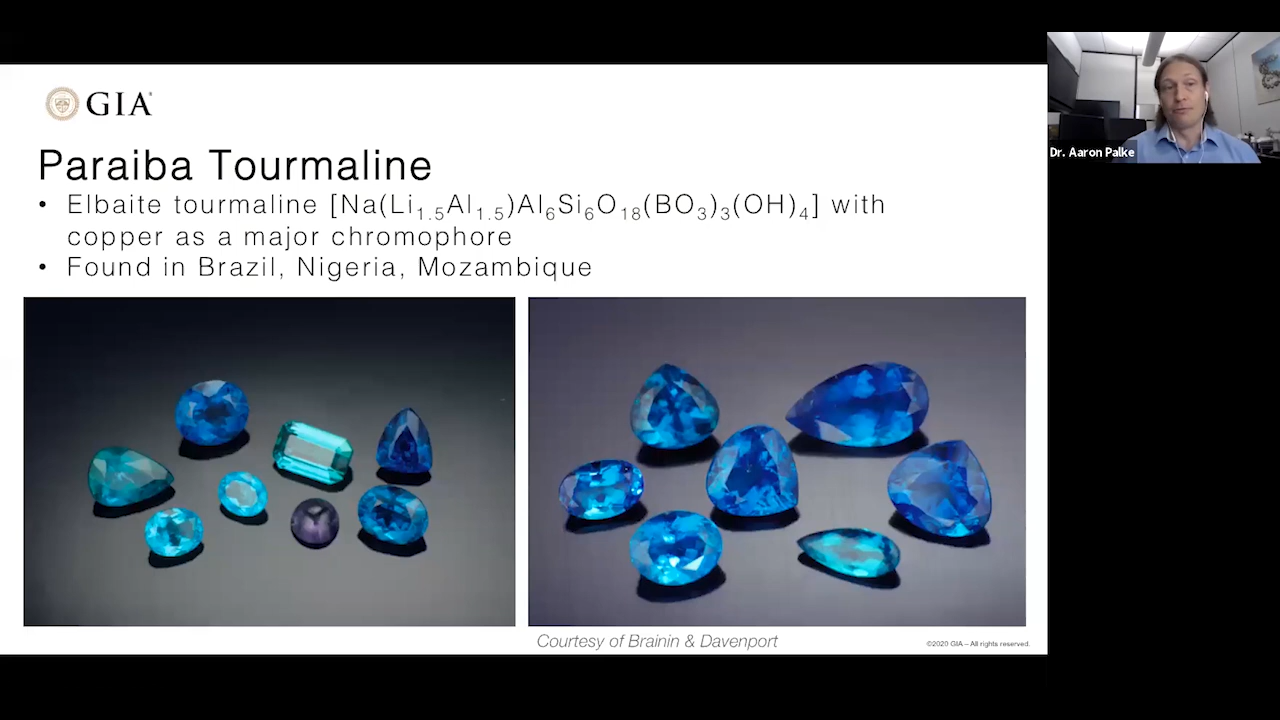 GIA
Paraiba Tourmaline
• Elbaite tourmaline [Na(Li₁.₅Al₁.₅)Al₆Si₆O₁₈(BO₃)₃(OH)₄] with
copper as a major chromophore
• Found in Brazil, Nigeria, Mozambique
Courtesy of Brainin & Davenport
©2020 GIA – All rights reserved.
Dr. Aaron Palke